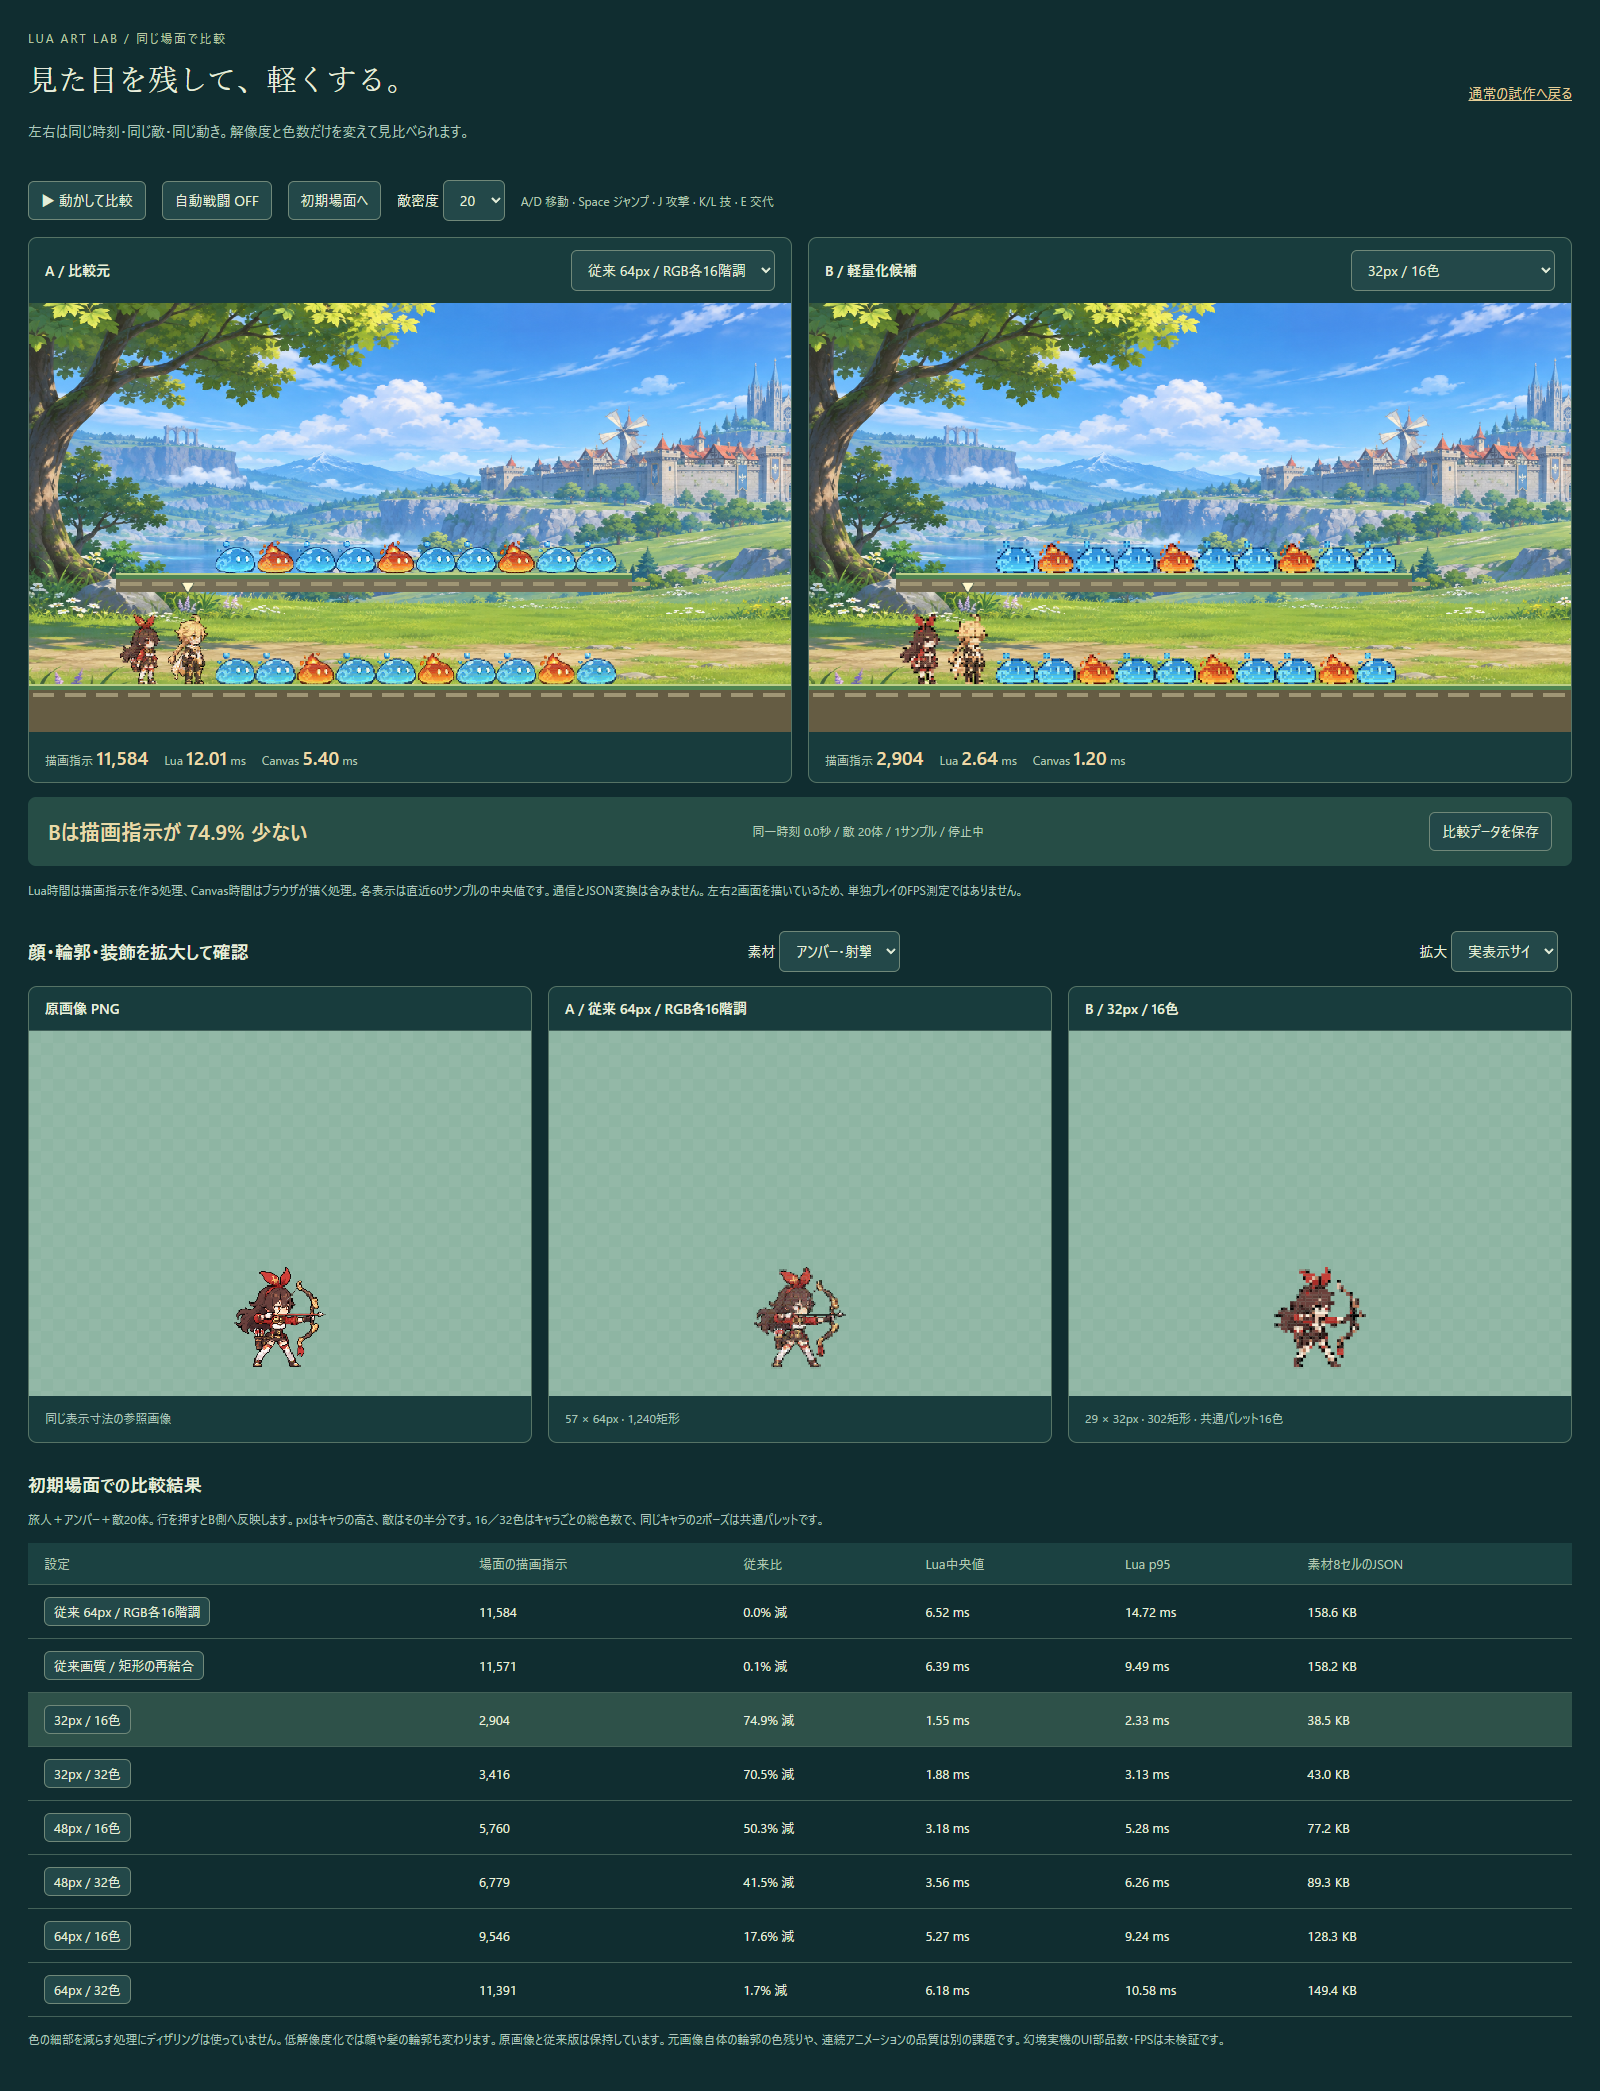 LUA ART LAB / 同じ場面で比較
見た目を残して、軽くする。
通常の試作へ戻る
左右は同じ時刻・同じ敵・同じ動き。解像度と色数だけを変えて見比べられます。
▶ 動かして比較 自動戦闘 OFF 初期場面へ 敵密度 20 A/D 移動・Space ジャンプ・J 攻撃・K/L 技・E 交代
A / 比較元 従来 64px / RGB各16階調
B / 軽量化候補 32px / 16色
描画指示 11,584 Lua 12.01 ms Canvas 5.40 ms
描画指示 2,904 Lua 2.64 ms Canvas 1.20 ms
Bは描画指示が 74.9% 少ない 同一時刻 0.0秒 / 敵 20体 / 1サンプル / 停止中 比較データを保存
Lua時間は描画指示を作る処理、Canvas時間はブラウザが描く処理。各表示は直近60サンプルの中央値です。通信とJSON変換は含みません。左右2画面を描いているため、単独プレイのFPS測定ではありません。
顔・輪郭・装飾を拡大して確認 素材 アンバー・射撃 拡大 実表示サイ
原画像 PNG
A / 従来 64px / RGB各16階調
B / 32px / 16色
同じ表示寸法の参照画像
57 × 64px・1,240矩形
29 × 32px・302矩形・共通パレット16色
初期場面での比較結果
旅人＋アンバー＋敵20体。行を押すとB側へ反映します。pxはキャラの高さ、敵はその半分です。16／32色はキャラごとの総色数で、同じキャラの2ポーズは共通パレットです。
設定 場面の描画指示 従来比 Lua中央値 Lua p95 素材8セルのJSON
従来 64px / RGB各16階調 11,584 0.0% 減 6.52 ms 14.72 ms 158.6 KB
従来画質 / 矩形の再結合 11,571 0.1% 減 6.39 ms 9.49 ms 158.2 KB
32px / 16色 2,904 74.9% 減 1.55 ms 2.33 ms 38.5 KB
32px / 32色 3,416 70.5% 減 1.88 ms 3.13 ms 43.0 KB
48px / 16色 5,760 50.3% 減 3.18 ms 5.28 ms 77.2 KB
48px / 32色 6,779 41.5% 減 3.56 ms 6.26 ms 89.3 KB
64px / 16色 9,546 17.6% 減 5.27 ms 9.24 ms 128.3 KB
64px / 32色 11,391 1.7% 減 6.18 ms 10.58 ms 149.4 KB
色の細部を減らす処理にディザリングは使っていません。低解像度化では顔や髪の輪郭も変わります。原画像と従来版は保持しています。元画像自体の輪郭の色残りや、連続アニメーションの品質は別の課題です。幻境実機のUI部品数・FPSは未検証です。